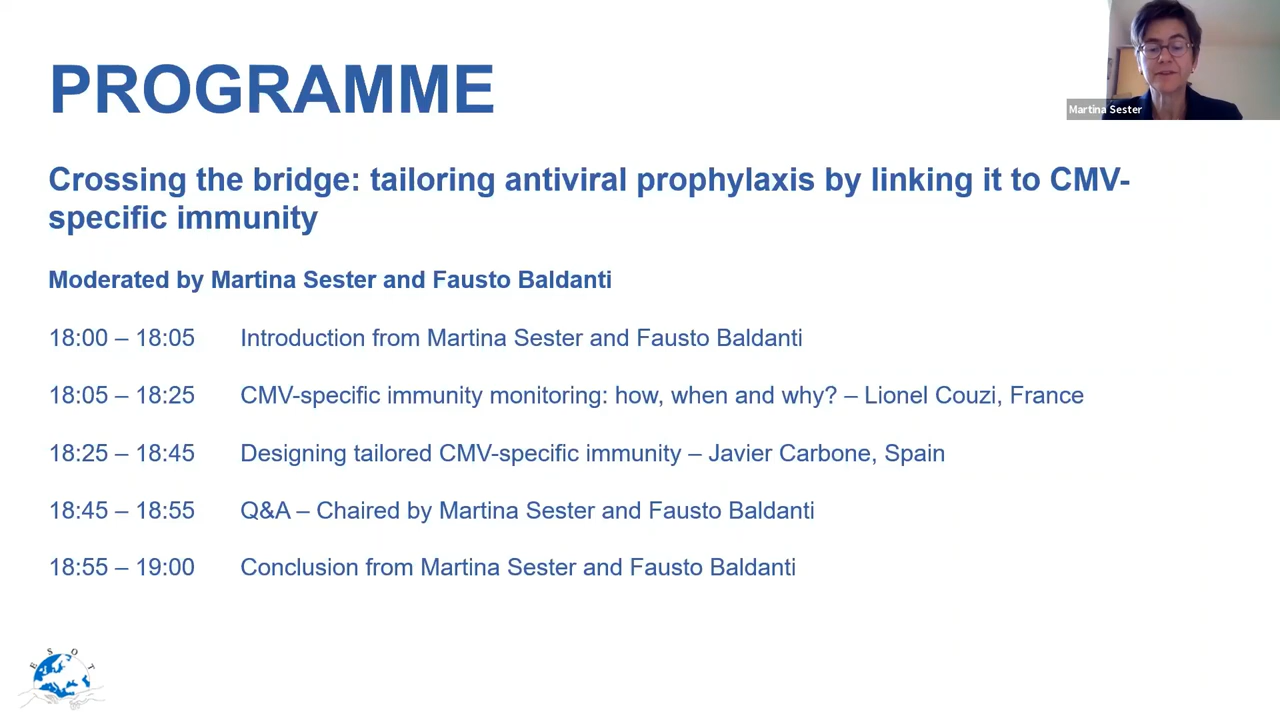 PROGRAMME
Martina Sester
Crossing the bridge: tailoring antiviral prophylaxis by linking it to CMV-
specific immunity
Moderated by Martina Sester and Fausto Baldanti
18:00 – 18:05 Introduction from Martina Sester and Fausto Baldanti
18:05 – 18:25 CMV-specific immunity monitoring: how, when and why? – Lionel Couzi, France
18:25 – 18:45 Designing tailored CMV-specific immunity – Javier Carbone, Spain
18:45 – 18:55 Q&A – Chaired by Martina Sester and Fausto Baldanti
18:55 – 19:00 Conclusion from Martina Sester and Fausto Baldanti
ESOT